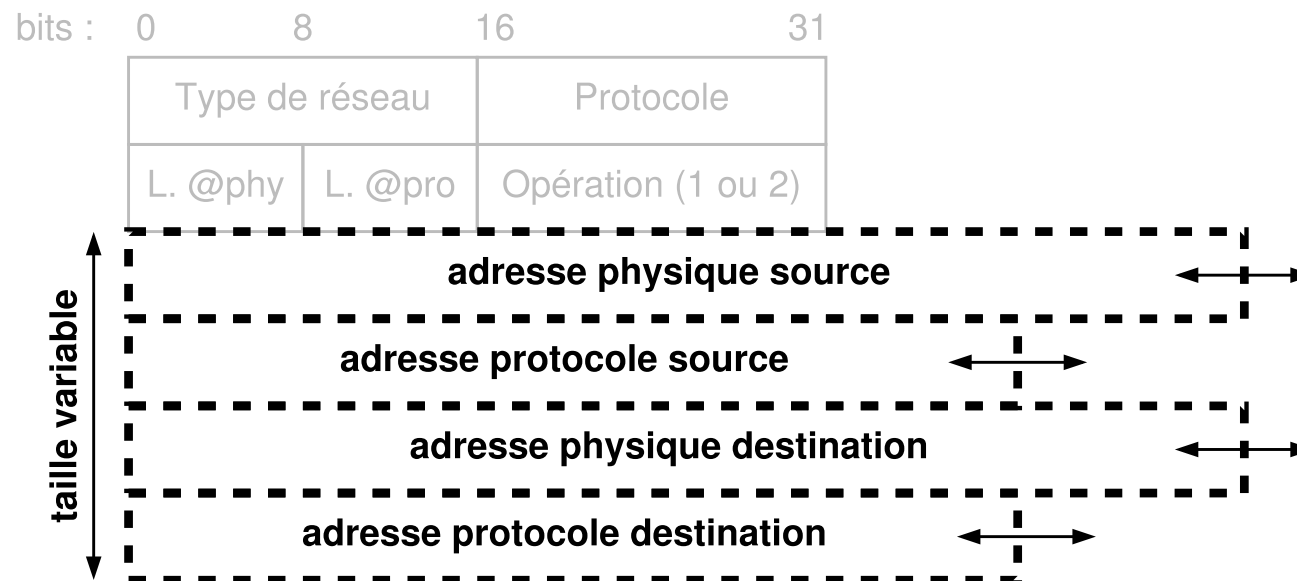 bits : 0 8 16 31
Type de réseau Protocole
L. @phy L. @pro Opération (1 ou 2)
adresse physique source
adresse protocole source
adresse physique destination
adresse protocole destination
taille variable